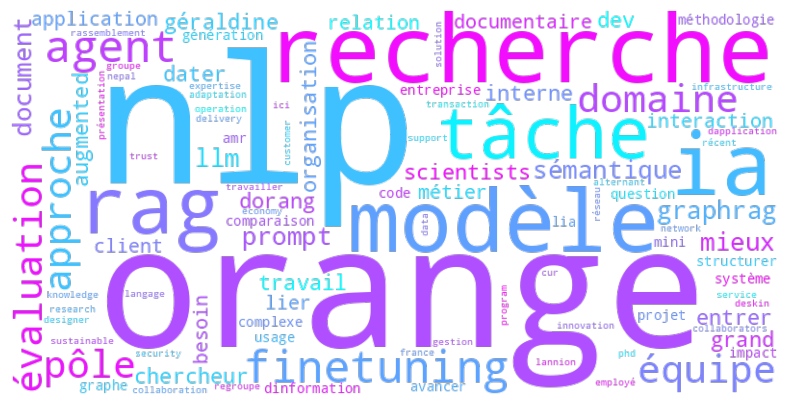 application
géraldine
relation
documentaire
dev
méthodologie
rassemblement
génération
solution
agent
recherche
document
groupe
nepal
dater
expertise
adaptation
organisation
entreprise
interne
domaine
infrastructure
présentation
augmented
nlp
operation
delivery
ici
transaction
tâche
interaction
approche
amr
customer
support
dapplication
récent
trust
llm
scientists
sémantique
ia
évaluation
rag
travailler
dorang
code
métier
alternant
question
economy
comparaison
modèle
réseau
graphrag
data
lia
network
client
prompt
mini
mieux
orange
structurer
travail
cur
système
knowledge
langage
lier
program
service
deskin
research
designer
besoin
complexe
usage
innovation
projet
entrer
collaborators
sustainable
security
gestion
france
grand
pôle
finetuning
lannion
phd
impact
équipe
chercheur
graphe
collaboration
regroupe
dinformation
avancer
employé